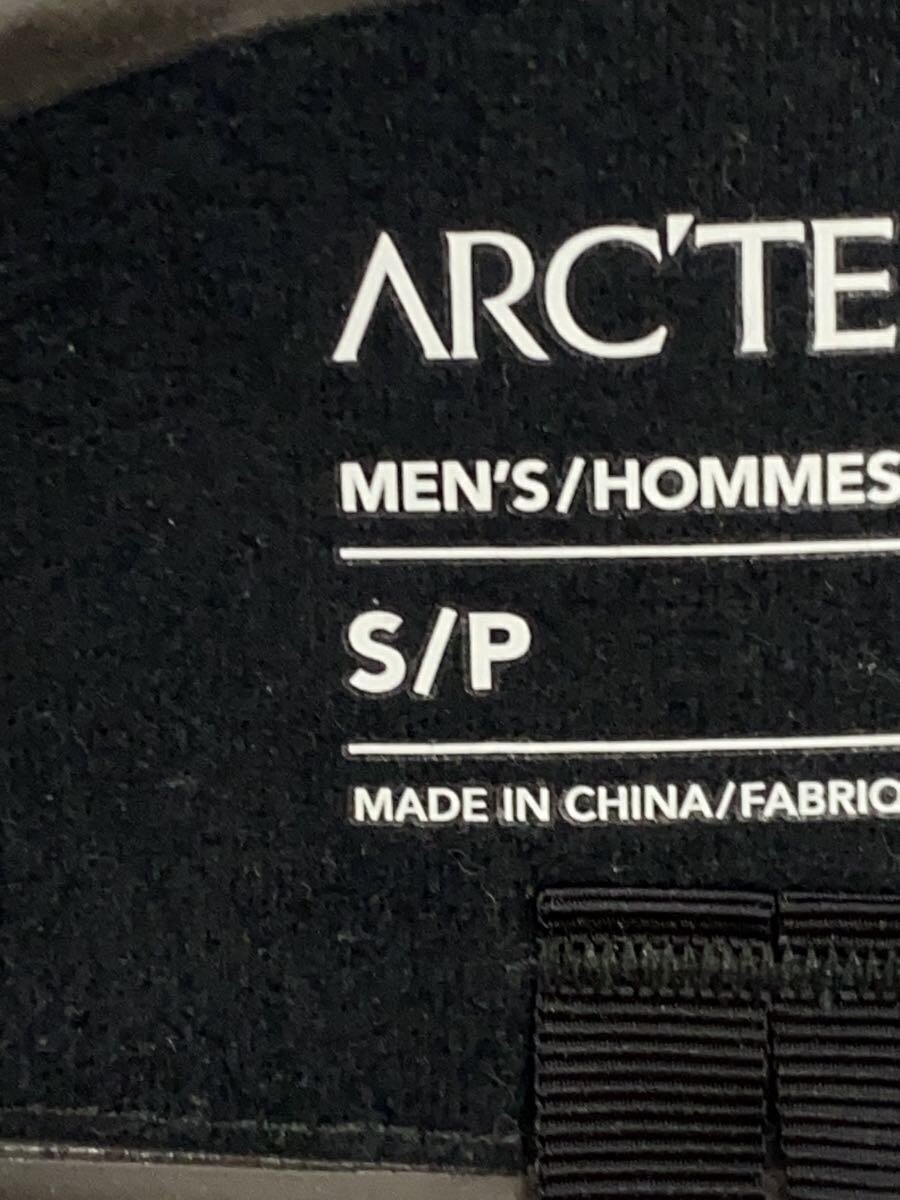 ARC'TE
MEN'S/HOMMES
S/P
MADE IN CHINA/FABRIQ